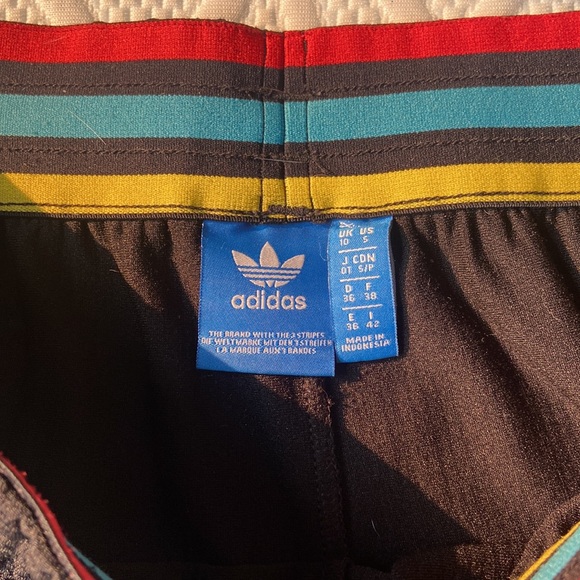 adidas
THE BRAND WITH THE 3 STRIPES
DIE WELTMARKE MIT DEN 3 STREIFEN
LA MARQUE AUX 3 BANDES
UK US
10 S
J CDN
OT S/P
D F
36 38
E I
36 42
MADE IN
INDONESIA